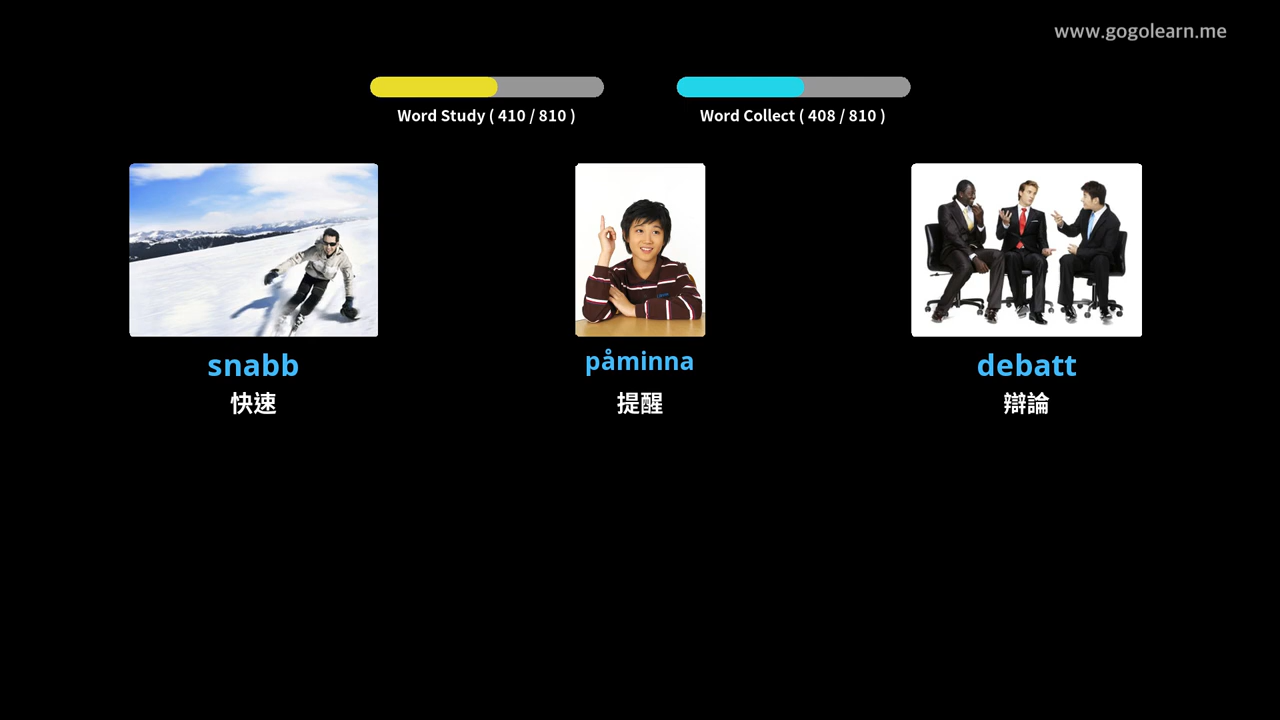 www.gogolearn.me
Word Study ( 410 / 810 )
Word Collect ( 408 / 810 )
snabb
快速
påminna
提醒
debatt
辯論